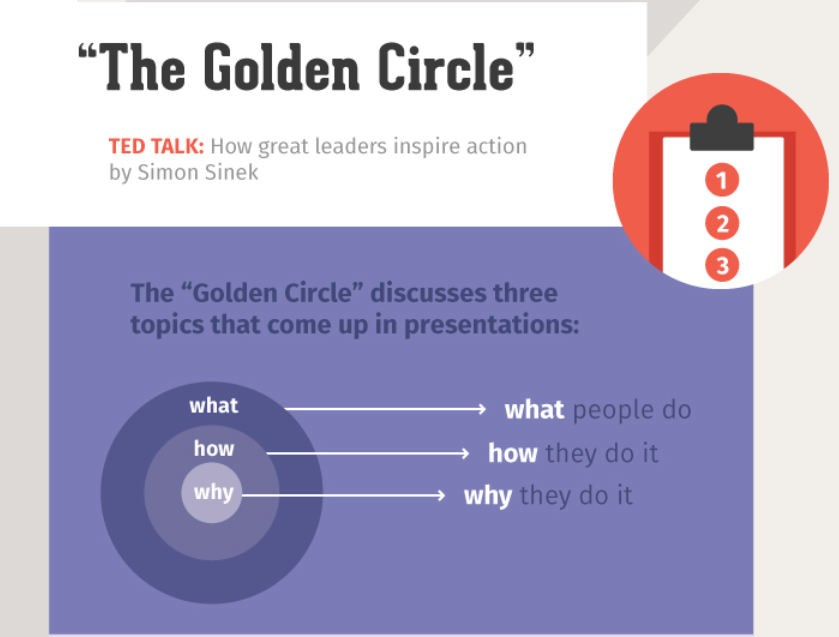 “The Golden Circle”
TED TALK: How great leaders inspire action
by Simon Sinek
1
2
3
The “Golden Circle” discusses three
topics that come up in presentations:
what
what people do
how
how they do it
why
why they do it